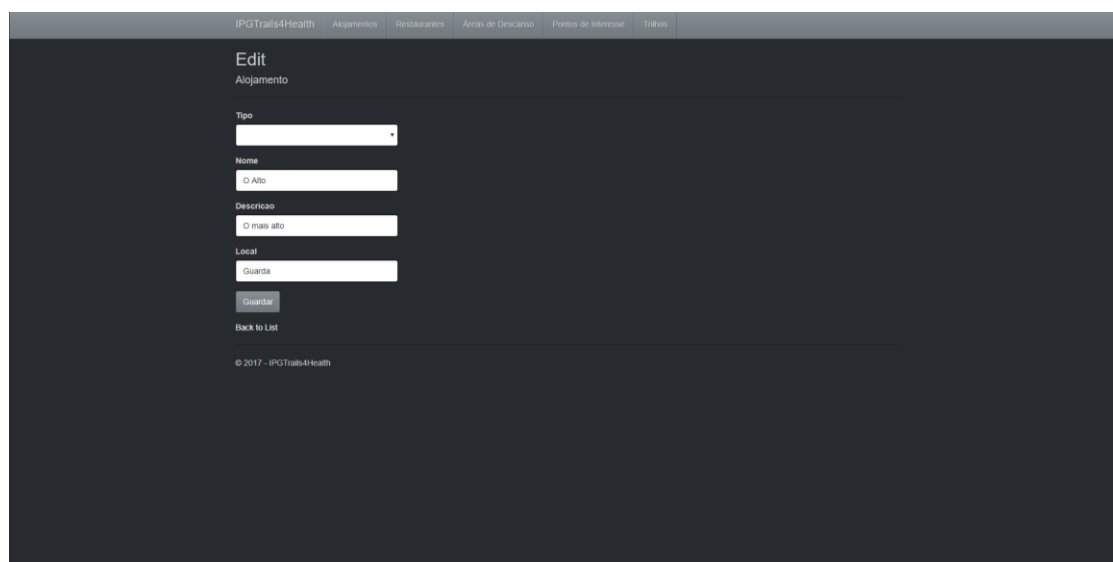 IPGTrails4Health Alojamentos Restaurantes Áreas de Descanso Pontos de Interesse Trilhos
Edit
Alojamento
Tipo
Nome
O Alto
Descricao
O mais alto
Local
Guarda
Guardar
Back to List
© 2017 - IPGTrails4Health